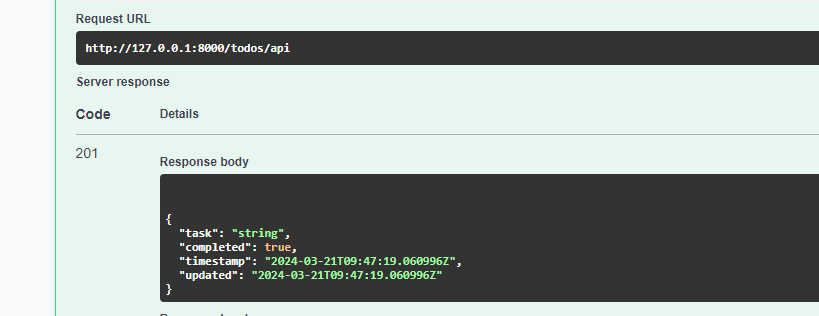 Request URL
http://127.0.0.1:8000/todos/api
Server response
Code Details
201
Response body
{
"task": "string",
"completed": true,
"timestamp": "2024-03-21T09:47:19.060996Z",
"updated": "2024-03-21T09:47:19.060996Z"
}